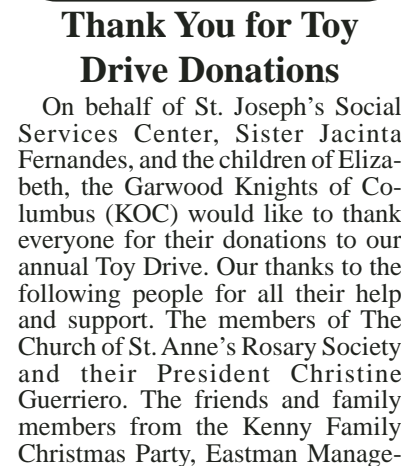 Thank You for Toy
Drive Donations
On behalf of St. Joseph’s Social
Services Center, Sister Jacinta
Fernandes, and the children of Eliza-
beth, the Garwood Knights of Co-
lumbus (KOC) would like to thank
everyone for their donations to our
annual Toy Drive. Our thanks to the
following people for all their help
and support. The members of The
Church of St. Anne’s Rosary Society
and their President Christine
Guerriero. The friends and family
members from the Kenny Family
Christmas Party, Eastman Manage-